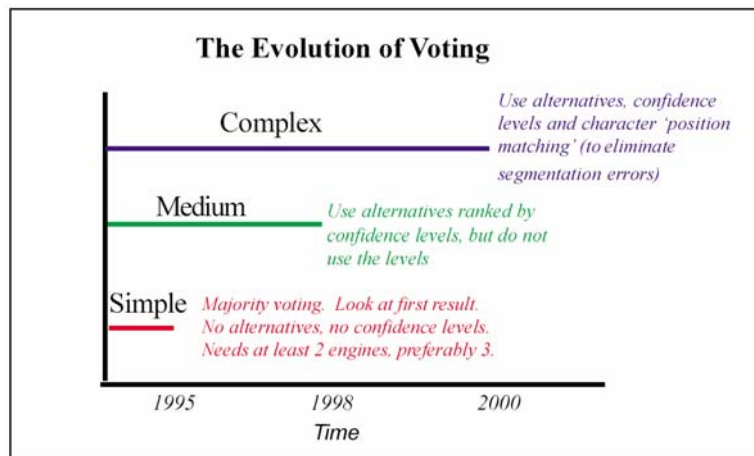 The Evolution of Voting
Complex
Use alternatives, confidence
levels and character ‘position
matching’ (to eliminate
segmentation errors)
Medium
Use alternatives ranked by
confidence levels, but do not
use the levels
Simple
Majority voting. Look at first result.
No alternatives, no confidence levels.
Needs at least 2 engines, preferably 3.
1995 1998 2000
Time